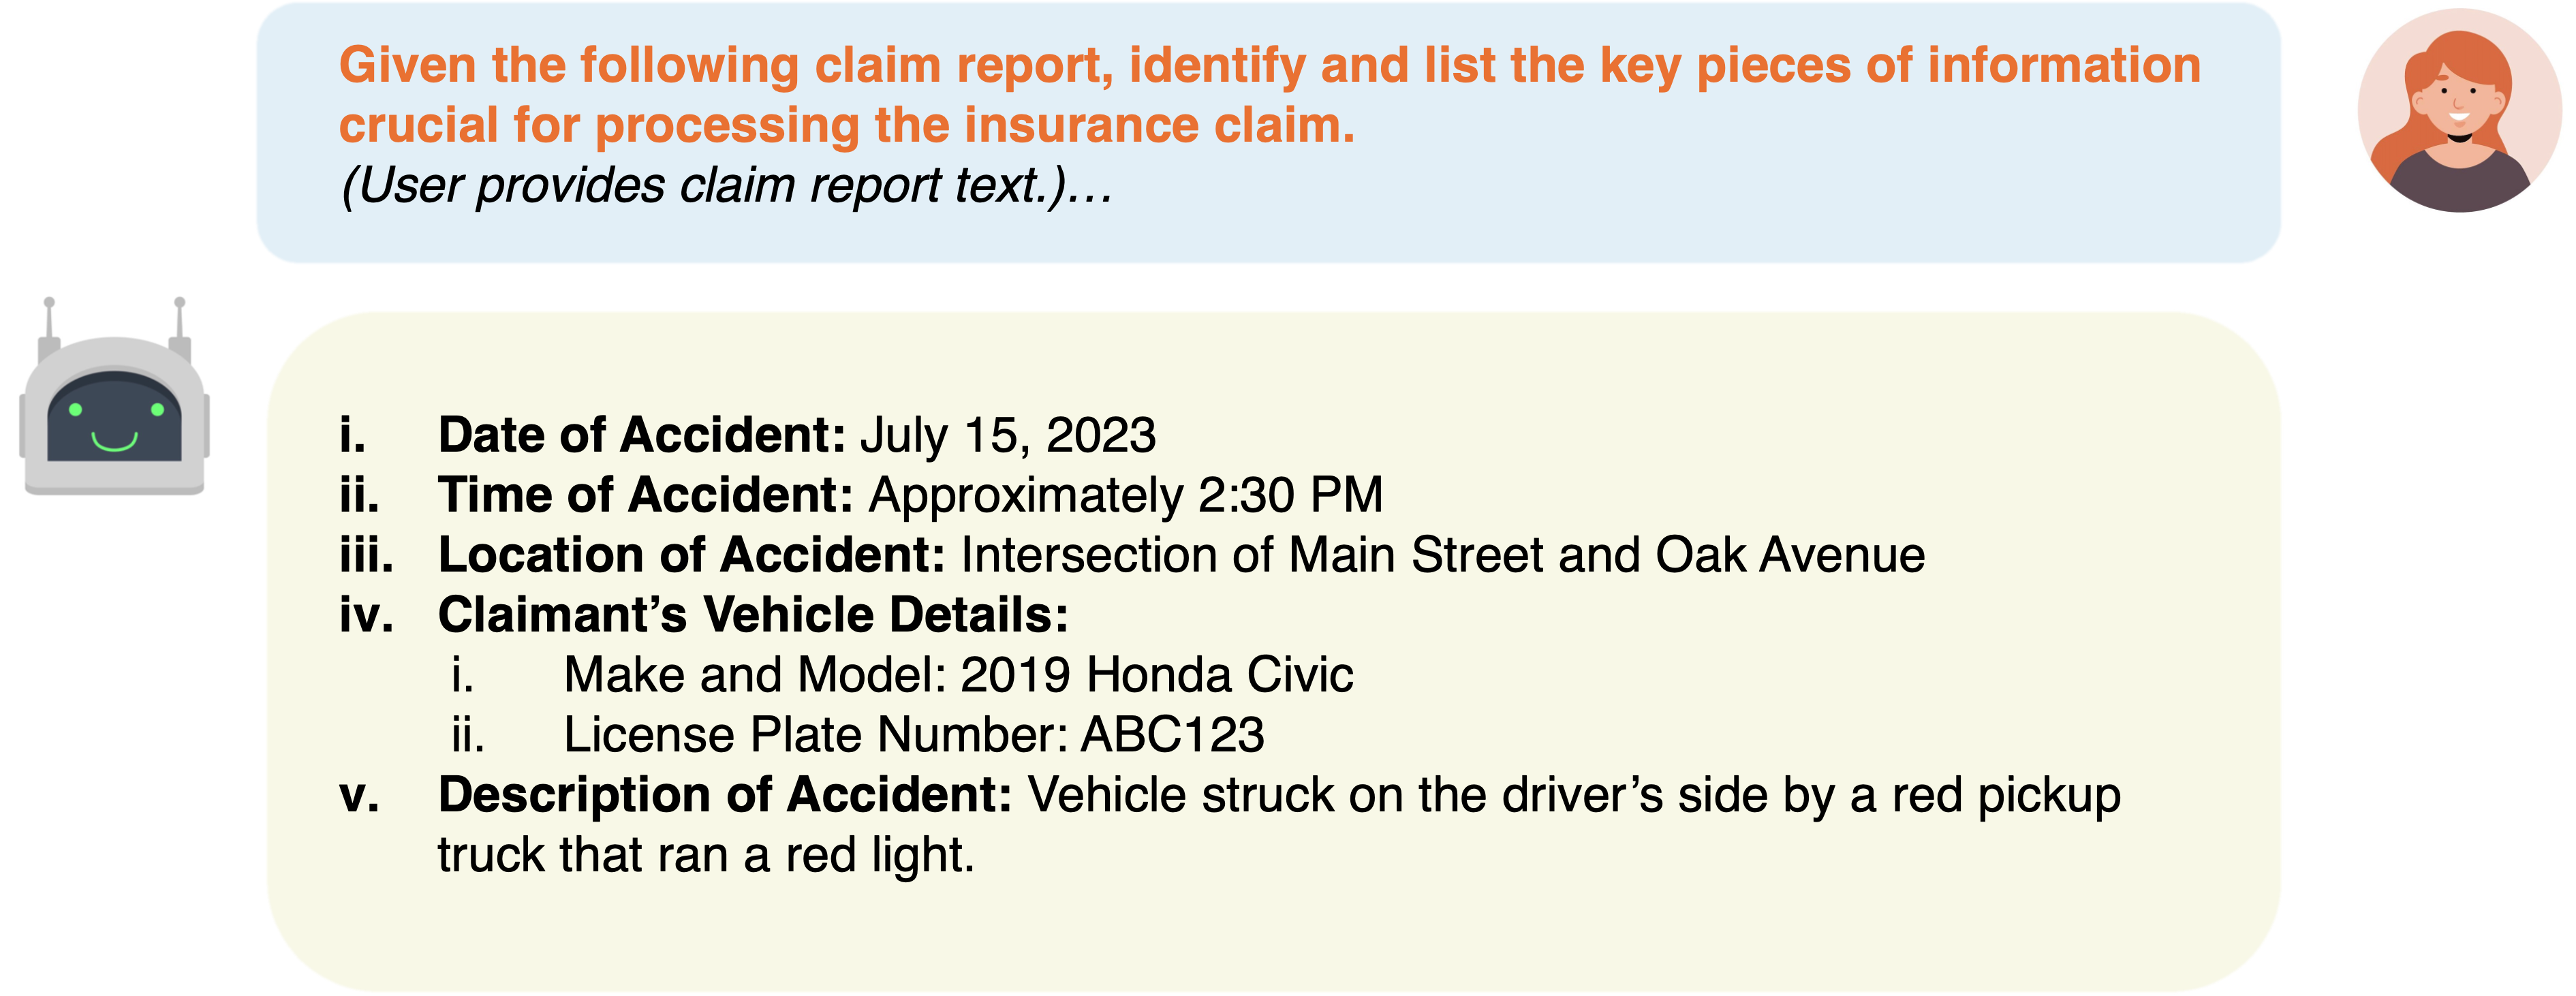 Given the following claim report, identify and list the key pieces of information
crucial for processing the insurance claim.
(User provides claim report text.)…
i. Date of Accident: July 15, 2023
ii. Time of Accident: Approximately 2:30 PM
iii. Location of Accident: Intersection of Main Street and Oak Avenue
iv. Claimant’s Vehicle Details:
i. Make and Model: 2019 Honda Civic
ii. License Plate Number: ABC123
v. Description of Accident: Vehicle struck on the driver’s side by a red pickup
truck that ran a red light.